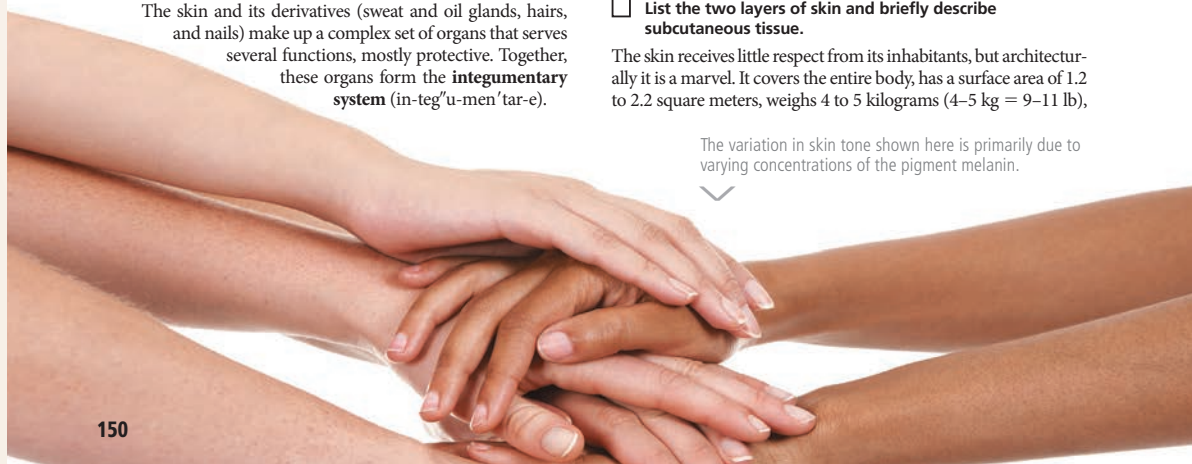 The skin and its derivatives (sweat and oil glands, hairs,
and nails) make up a complex set of organs that serves
several functions, mostly protective. Together,
these organs form the integumentary
system (in-teg″u-men′tar-e).
List the two layers of skin and briefly describe
subcutaneous tissue.
The skin receives little respect from its inhabitants, but architectur-
ally it is a marvel. It covers the entire body, has a surface area of 1.2
to 2.2 square meters, weighs 4 to 5 kilograms (4–5 kg = 9–11 lb),
The variation in skin tone shown here is primarily due to
varying concentrations of the pigment melanin.
150